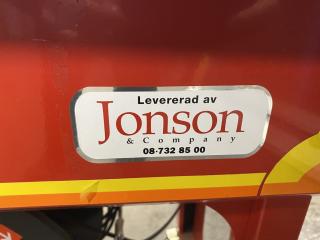 Levererad av
Jonson
& Company
08-732 85 00